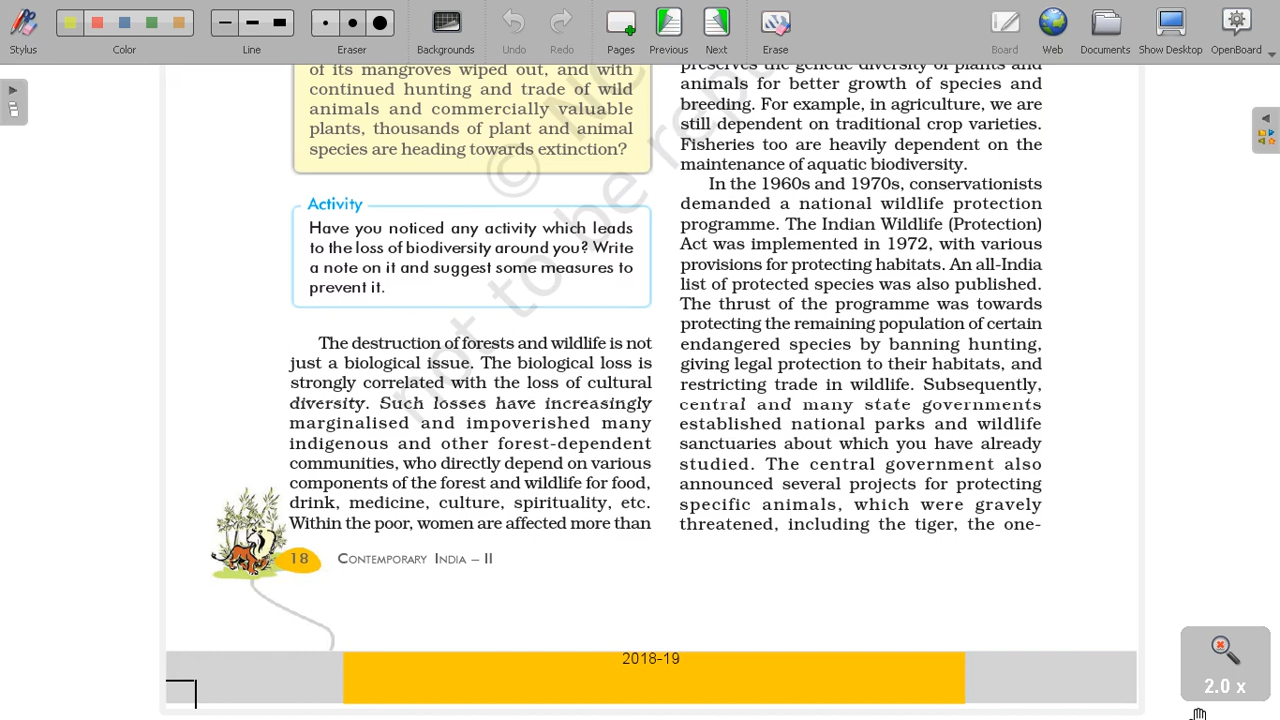 Stylus
Color
Line
Eraser
Backgrounds
Undo
Redo
Pages
Previous
Next
Erase
Board
Web
Documents
Show Desktop
OpenBoard
of its mangroves wiped out, and with
continued hunting and trade of wild
animals and commercially valuable
plants, thousands of plant and animal
species are heading towards extinction?
Activity
Have you noticed any activity which leads
to the loss of biodiversity around you? Write
a note on it and suggest some measures to
prevent it.
The destruction of forests and wildlife is not
just a biological issue. The biological loss is
strongly correlated with the loss of cultural
diversity. Such losses have increasingly
marginalised and impoverished many
indigenous and other forest-dependent
communities, who directly depend on various
components of the forest and wildlife for food,
drink, medicine, culture, spirituality, etc.
Within the poor, women are affected more than
preserves the genetic diversity of plants and
animals for better growth of species and
breeding. For example, in agriculture, we are
still dependent on traditional crop varieties.
Fisheries too are heavily dependent on the
maintenance of aquatic biodiversity.
In the 1960s and 1970s, conservationists
demanded a national wildlife protection
programme. The Indian Wildlife (Protection)
Act was implemented in 1972, with various
provisions for protecting habitats. An all-India
list of protected species was also published.
The thrust of the programme was towards
protecting the remaining population of certain
endangered species by banning hunting,
giving legal protection to their habitats, and
restricting trade in wildlife. Subsequently,
central and many state governments
established national parks and wildlife
sanctuaries about which you have already
studied. The central government also
announced several projects for protecting
specific animals, which were gravely
threatened, including the tiger, the one-
© N
not to be rep
18
Contemporary India – II
2018-19
2.0 x